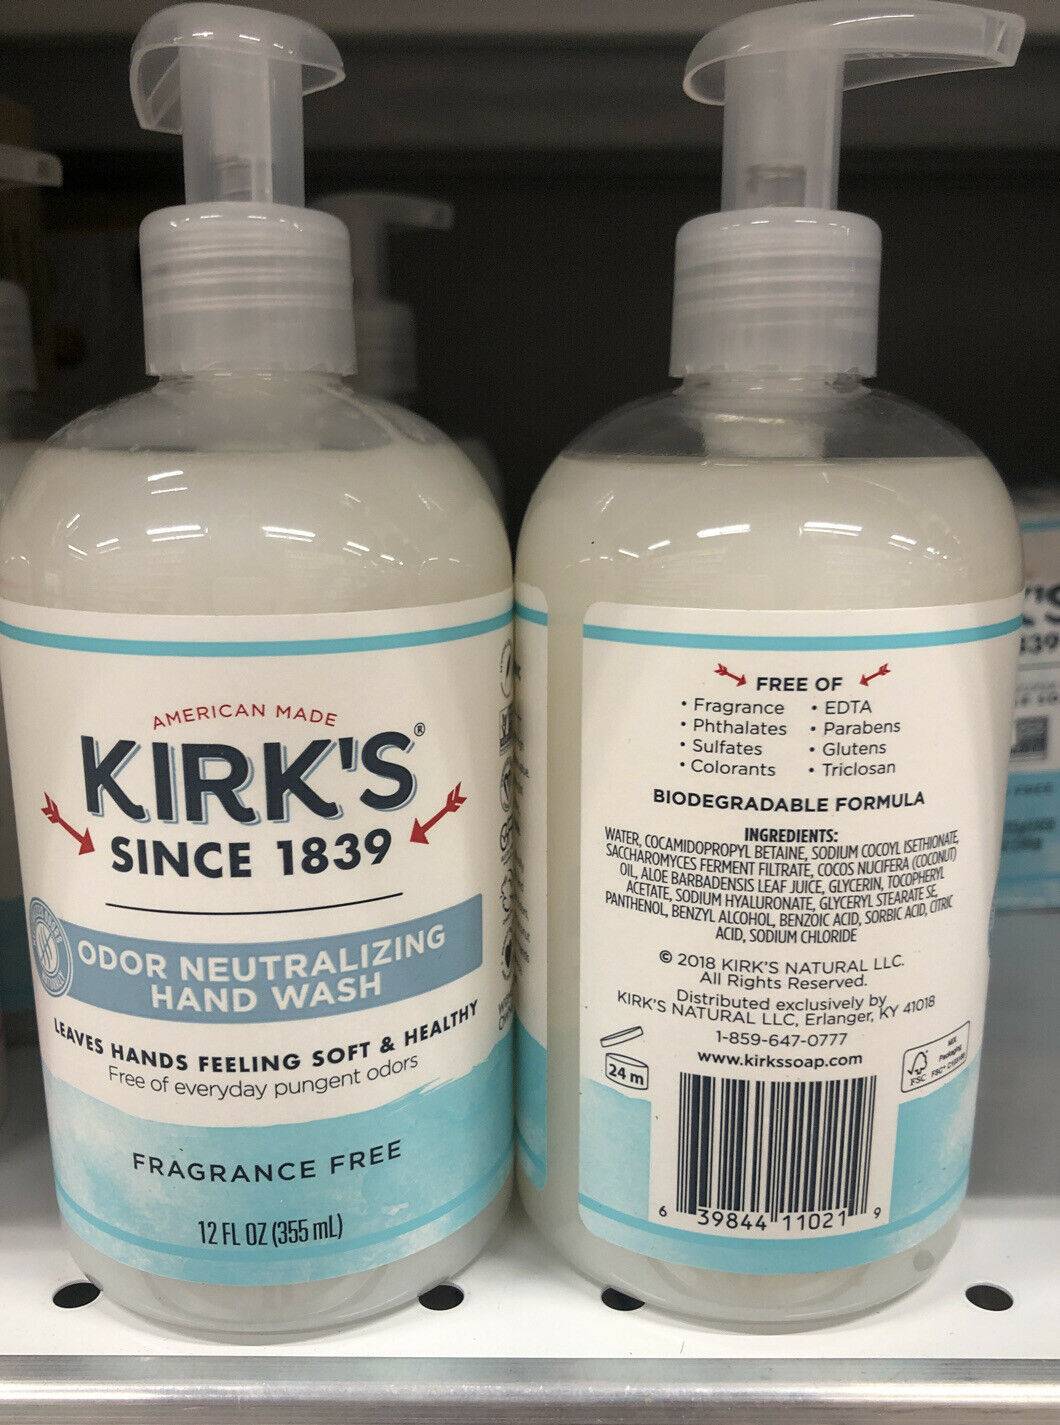 AMERICAN MADE
KIRK'S®
SINCE 1839
ODOR NEUTRALIZING
HAND WASH
LEAVES HANDS FEELING SOFT & HEALTHY
Free of everyday pungent odors
FRAGRANCE FREE
12 FL OZ (355 mL)
FREE OF
• Fragrance
• Phthalates
• Sulfates
• Colorants
• EDTA
• Parabens
• Glutens
• Triclosan
BIODEGRADABLE FORMULA
INGREDIENTS:
WATER, COCAMIDOPROPYL BETAINE, SODIUM COCOYL ISETHIONATE,
SACCHAROMYCES FERMENT FILTRATE, COCOS NUCIFERA (COCONUT)
OIL, ALOE BARBADENSIS LEAF JUICE, GLYCERIN, TOCOPHERYL
ACETATE, SODIUM HYALURONATE, GLYCERYL STEARATE SE,
PANTHENOL, BENZYL ALCOHOL, BENZOIC ACID, SORBIC ACID, CITRIC
ACID, SODIUM CHLORIDE
© 2018 KIRK'S NATURAL LLC.
All Rights Reserved.
Distributed exclusively by
KIRK'S NATURAL LLC, Erlanger, KY 41018
1-859-647-0777
www.kirkssoap.com
24 m
FSC
MIX
Packaging
6 39844 11021 9